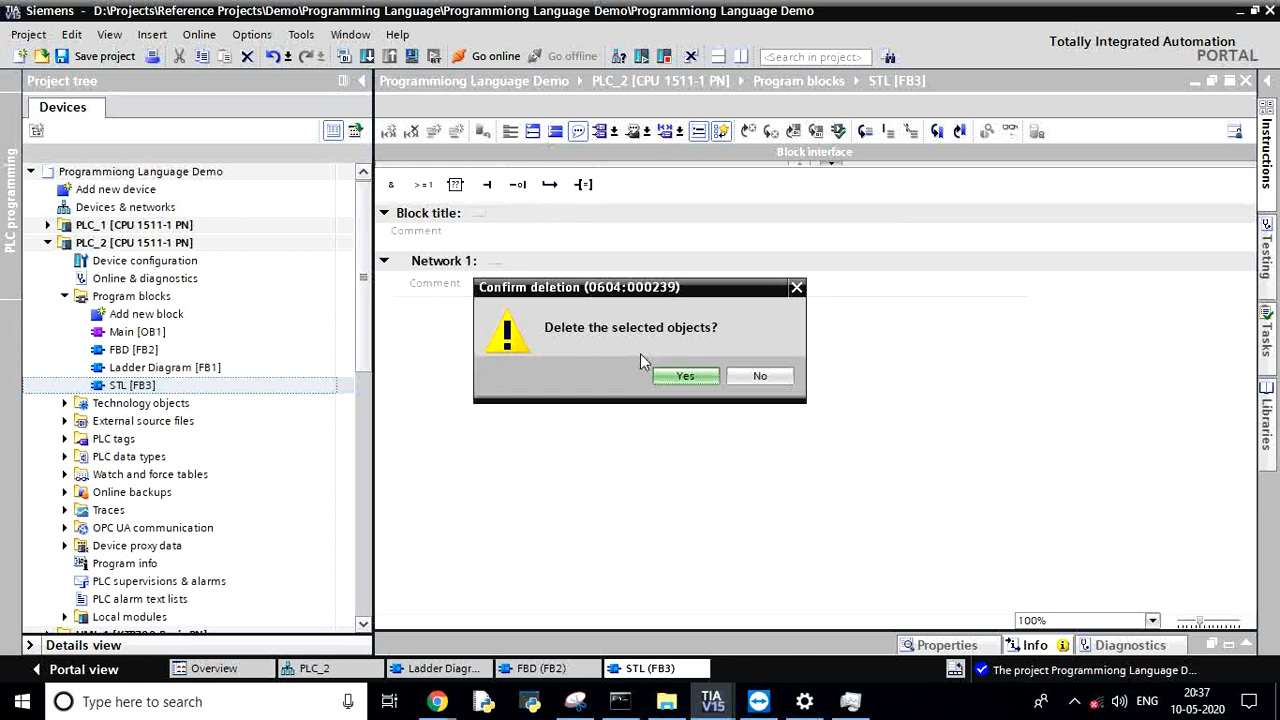 Siemens - D:\Projects\Reference Projects\Demo\Programming Language\Programmiong Language Demo\Programmiong Language Demo
TIA
V15
Project Edit View Insert Online Options Tools Window Help
Totally Integrated Automation
PORTAL
Save project
Go online
Go offline
<Search in project>
Project tree
Programmiong Language Demo PLC_2 [CPU 1511-1 PN] Program blocks STL [FB3]
Devices
Block interface
PLC programming
Programmiong Language Demo
Add new device
Devices & networks
PLC_1 [CPU 1511-1 PN]
PLC_2 [CPU 1511-1 PN]
Device configuration
Online & diagnostics
Program blocks
Add new block
Main [OB1]
FBD [FB2]
Ladder Diagram [FB1]
STL [FB3]
Technology objects
External source files
PLC tags
PLC data types
Watch and force tables
Online backups
Traces
OPC UA communication
Device proxy data
Program info
PLC supervisions & alarms
PLC alarm text lists
Local modules
& >=1 ??
Block title: .....
Comment
Network 1: .....
Comment
Confirm deletion (0604:000239)
Delete the selected objects?
Yes No
Instructions
Testing
Tasks
Libraries
100%
Details view
Properties Info Diagnostics
Portal view Overview PLC_2 Ladder Diagr... FBD (FB2) STL (FB3)
The project Programmiong Language D...
Type here to search
TIA
V15
ENG
20:37
10-05-2020